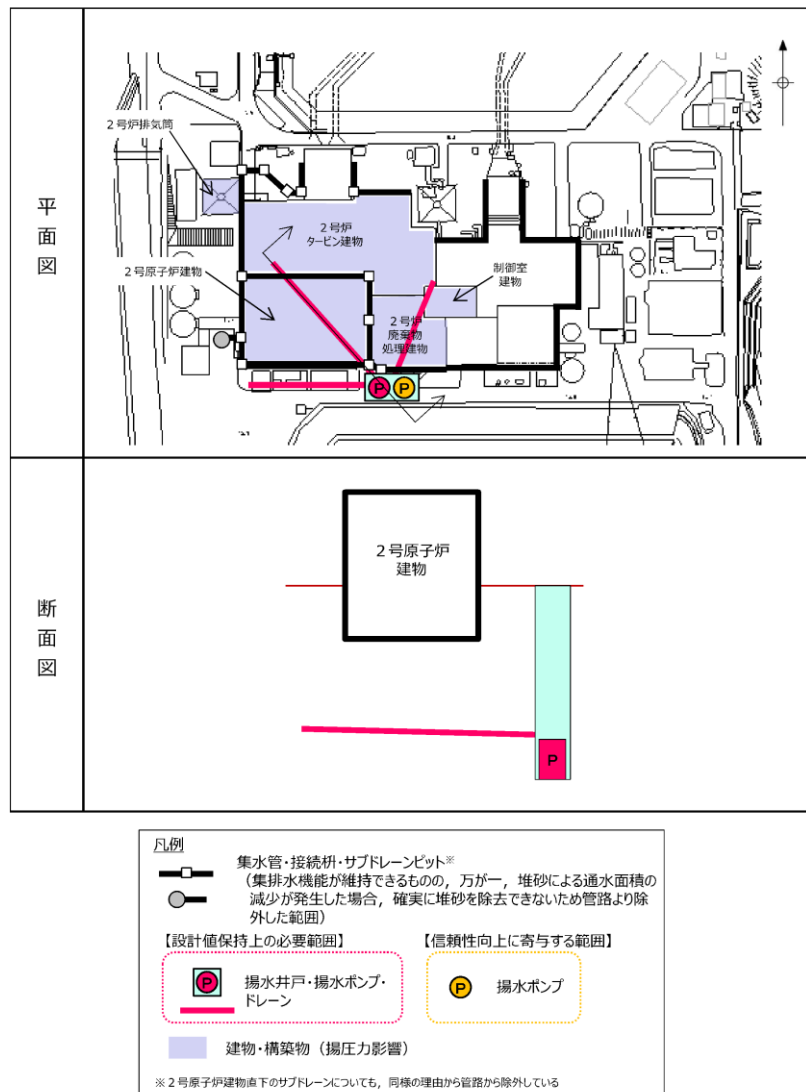 平
面
図
2号炉排気筒
2号炉
タービン建物
2号原子炉建物
制御室
建物
2号炉
廃棄物
処理建物
P
P
断
面
図
2号原子炉
建物
P
凡例
集水管・接続枡・サブドレーンピット※
(集排水機能が維持できるものの,万が一,堆砂による通水面積の
減少が発生した場合,確実に堆砂を除去できないため管路より除
外した範囲)
【設計値保持上の必要範囲】
【信頼性向上に寄与する範囲】
P
揚水井戸・揚水ポンプ・
ドレーン
P
揚水ポンプ
建物・構築物(揚圧力影響)
※2号原子炉建物直下のサブドレーンについても,同様の理由から管路から除外している